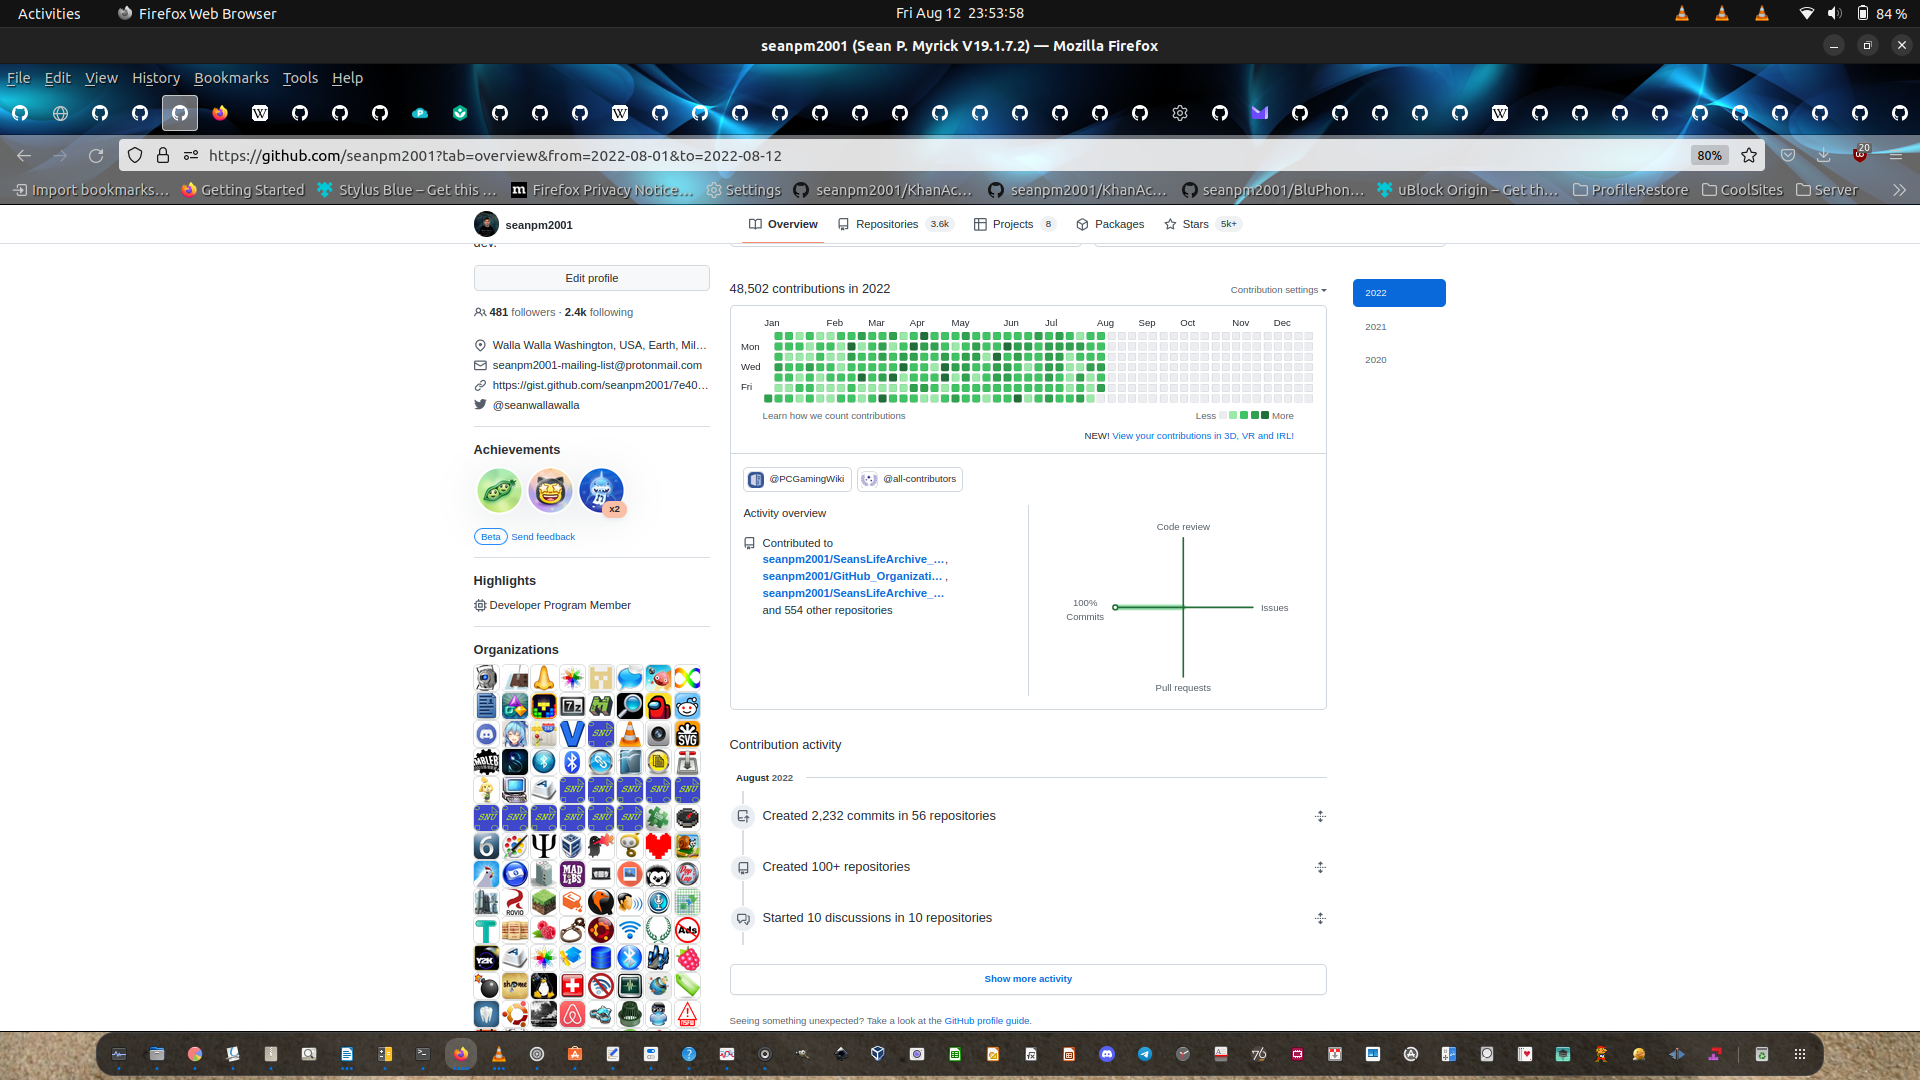 Activities
Firefox Web Browser
Fri Aug 12 23:53:58
84 %
seanpm2001 (Sean P. Myrick V19.1.7.2) — Mozilla Firefox
File Edit View History Bookmarks Tools Help
https://github.com/seanpm2001?tab=overview&from=2022-08-01&to=2022-08-12
80%
20
Import bookmarks...
Getting Started
Stylus Blue – Get this ...
Firefox Privacy Notice...
Settings
seanpm2001/KhanAc...
seanpm2001/KhanAc...
seanpm2001/BluPhon...
uBlock Origin – Get th...
ProfileRestore
CoolSites
Server
seanpm2001
Overview
Repositories 3.6k
Projects 8
Packages
Stars 5k+
dev.
Edit profile
481 followers · 2.4k following
Walla Walla Washington, USA, Earth, Mil...
seanpm2001-mailing-list@protonmail.com
https://gist.github.com/seanpm2001/7e40...
@seanwallawalla
Achievements
x2
Beta Send feedback
Highlights
Developer Program Member
Organizations
48,502 contributions in 2022
Contribution settings
2022
2021
2020
Jan Feb Mar Apr May Jun Jul Aug Sep Oct Nov Dec
Mon
Wed
Fri
Learn how we count contributions
Less More
NEW! View your contributions in 3D, VR and IRL!
@PCGamingWiki
@all-contributors
Activity overview
Contributed to
seanpm2001/SeansLifeArchive_...,
seanpm2001/GitHub_Organizati... ,
seanpm2001/SeansLifeArchive_...
and 554 other repositories
Code review
100%
Commits
Issues
Pull requests
Contribution activity
August 2022
Created 2,232 commits in 56 repositories
Created 100+ repositories
Started 10 discussions in 10 repositories
Show more activity
Seeing something unexpected? Take a look at the GitHub profile guide.